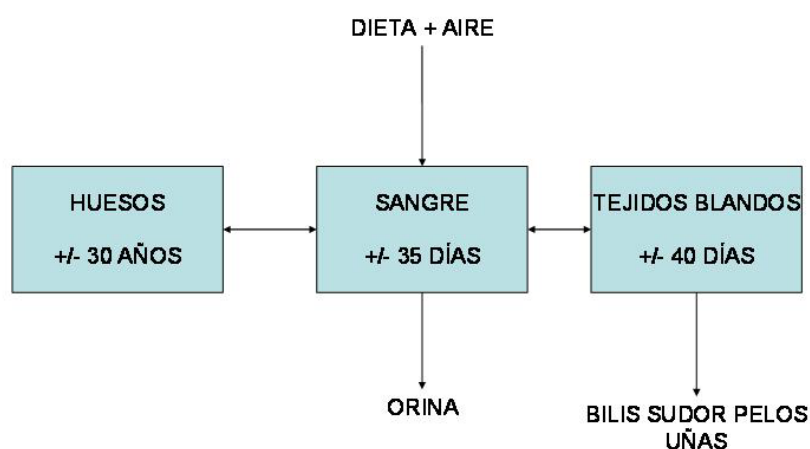 DIETA + AIRE
HUESOS
+/- 30 AÑOS
SANGRE
+/- 35 DÍAS
TEJIDOS BLANDOS
+/- 40 DÍAS
ORINA
BILIS SUDOR PELOS
UÑAS